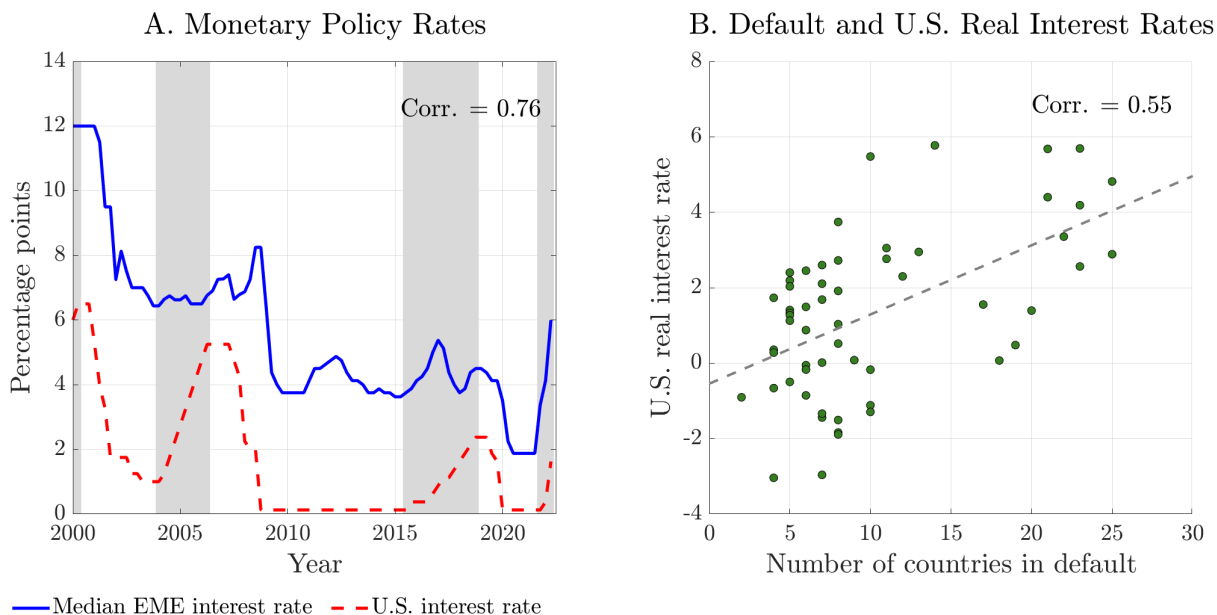 A. Monetary Policy Rates
14
12
10
8
6
4
2
0
2000
2005
2010
2015
2020
Percentage points
Year
Corr. = 0.76
Median EME interest rate
U.S. interest rate
B. Default and U.S. Real Interest Rates
8
6
4
2
0
-2
-4
0
5
10
15
20
25
30
U.S. real interest rate
Number of countries in default
Corr. = 0.55